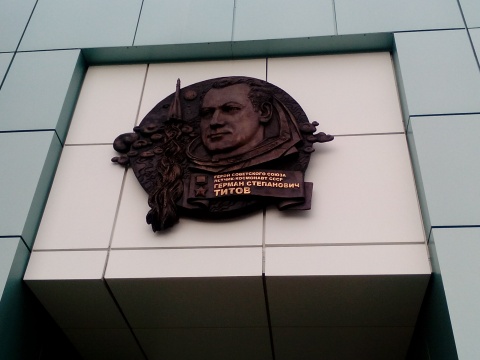 ГЕРОЙ СОВЕТСКОГО СОЮЗА
ЛЕТЧИК-КОСМОНАВТ СССР
ГЕРМАН СТЕПАНОВИЧ
ТИТОВ